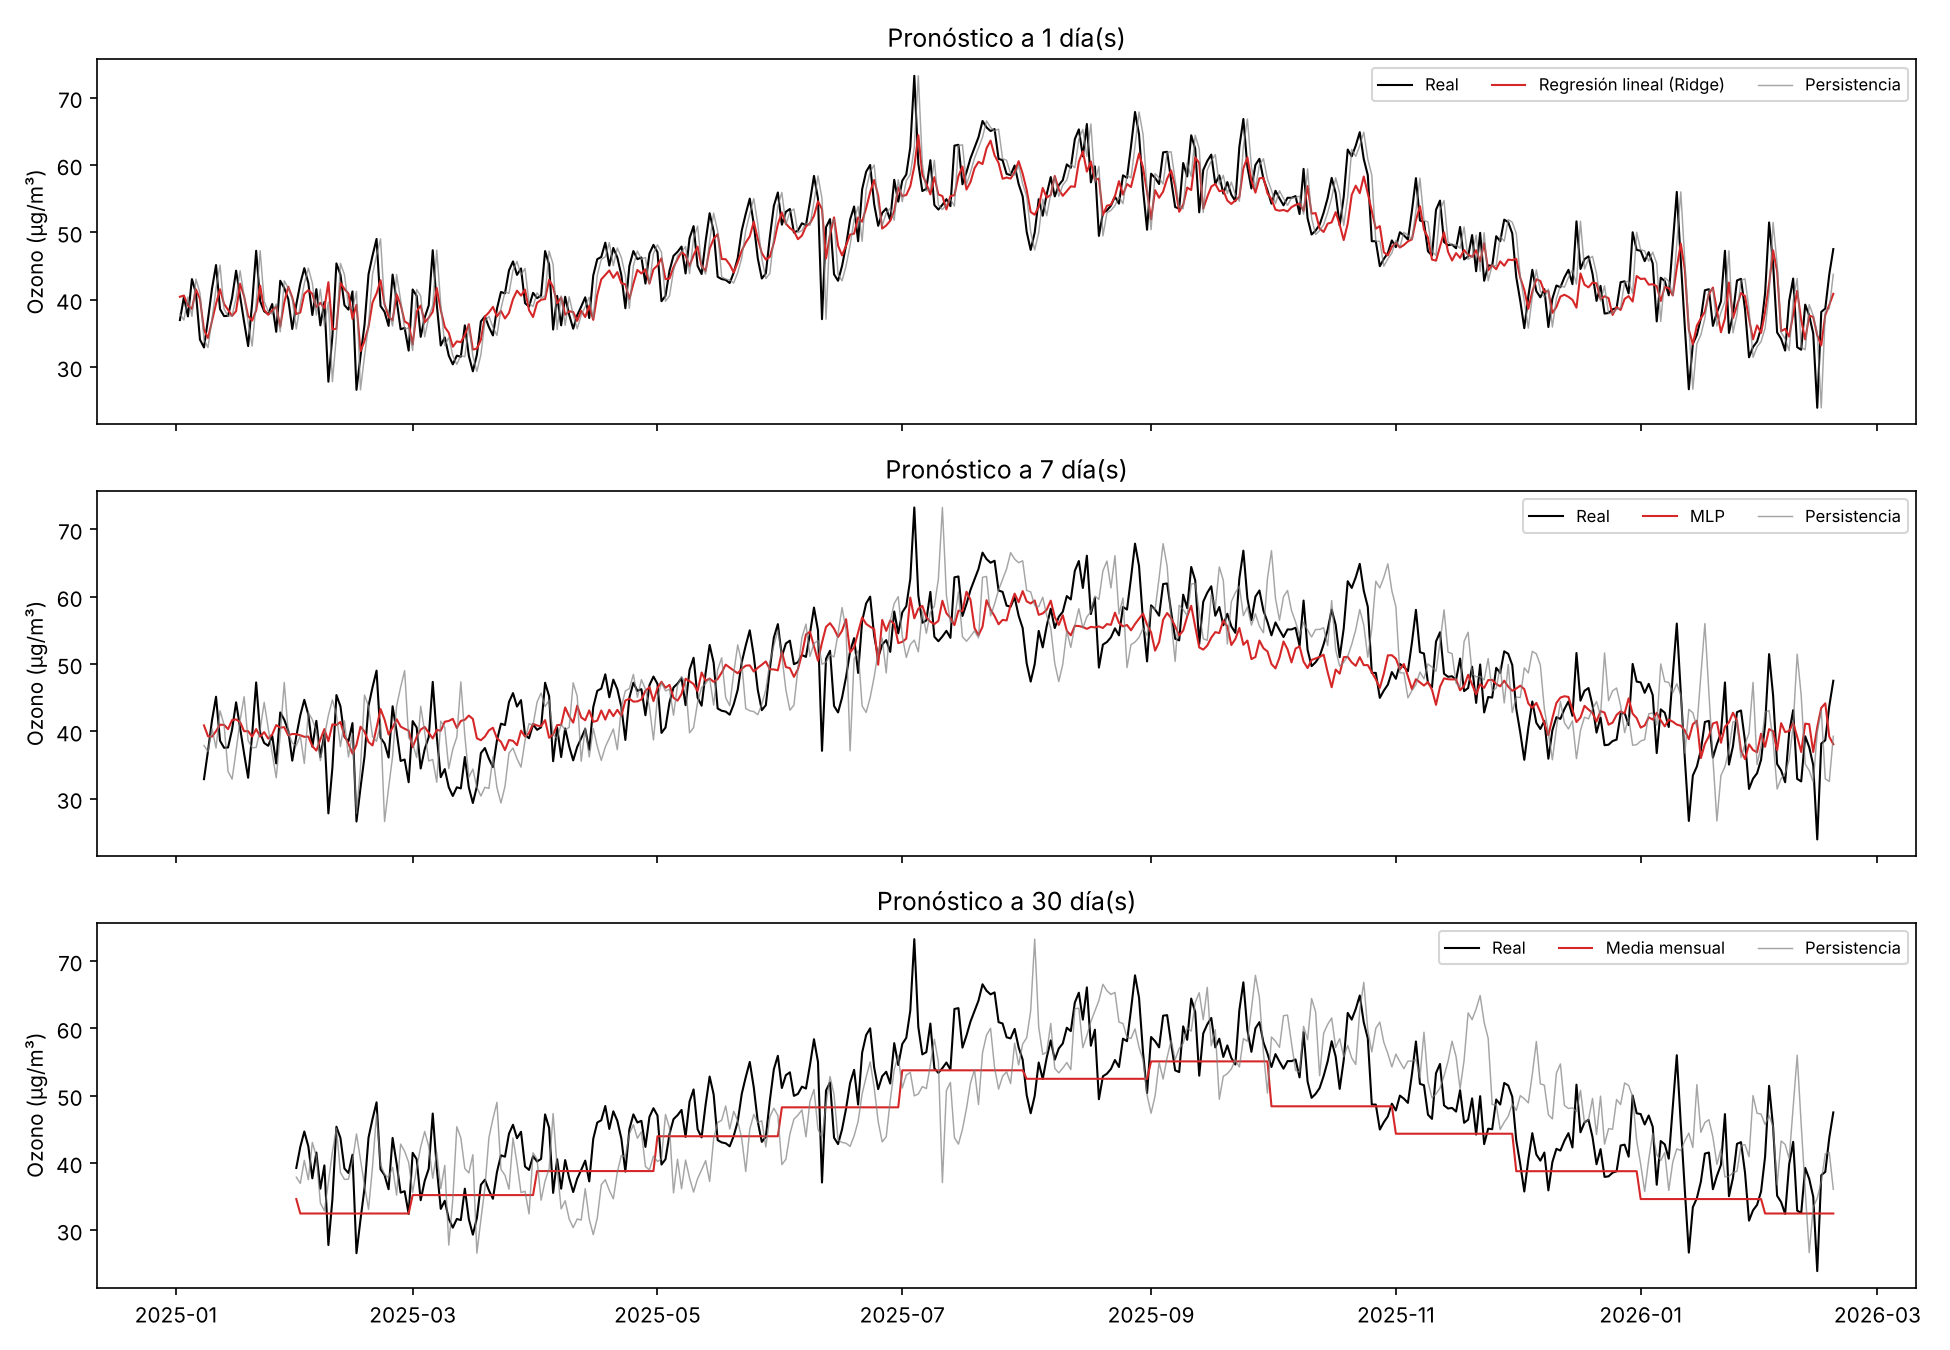 Pronóstico a 1 día(s)
Real Regresión lineal (Ridge) Persistencia
Ozono (µg/m³)
70
60
50
40
30
Pronóstico a 7 día(s)
Real MLP Persistencia
Ozono (µg/m³)
70
60
50
40
30
Pronóstico a 30 día(s)
Real Media mensual Persistencia
Ozono (µg/m³)
70
60
50
40
30
2025-01 2025-03 2025-05 2025-07 2025-09 2025-11 2026-01 2026-03